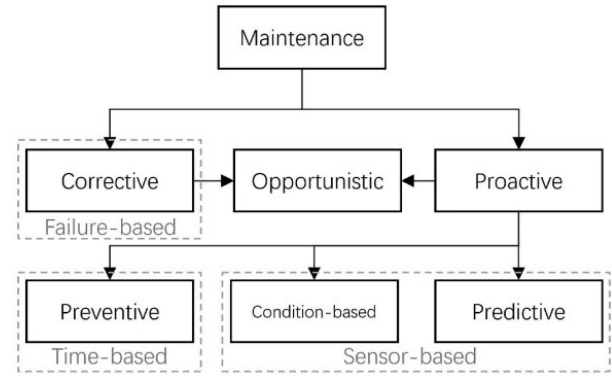 Maintenance
Corrective
Opportunistic
Proactive
Failure-based
Preventive
Condition-based
Predictive
Time-based
Sensor-based